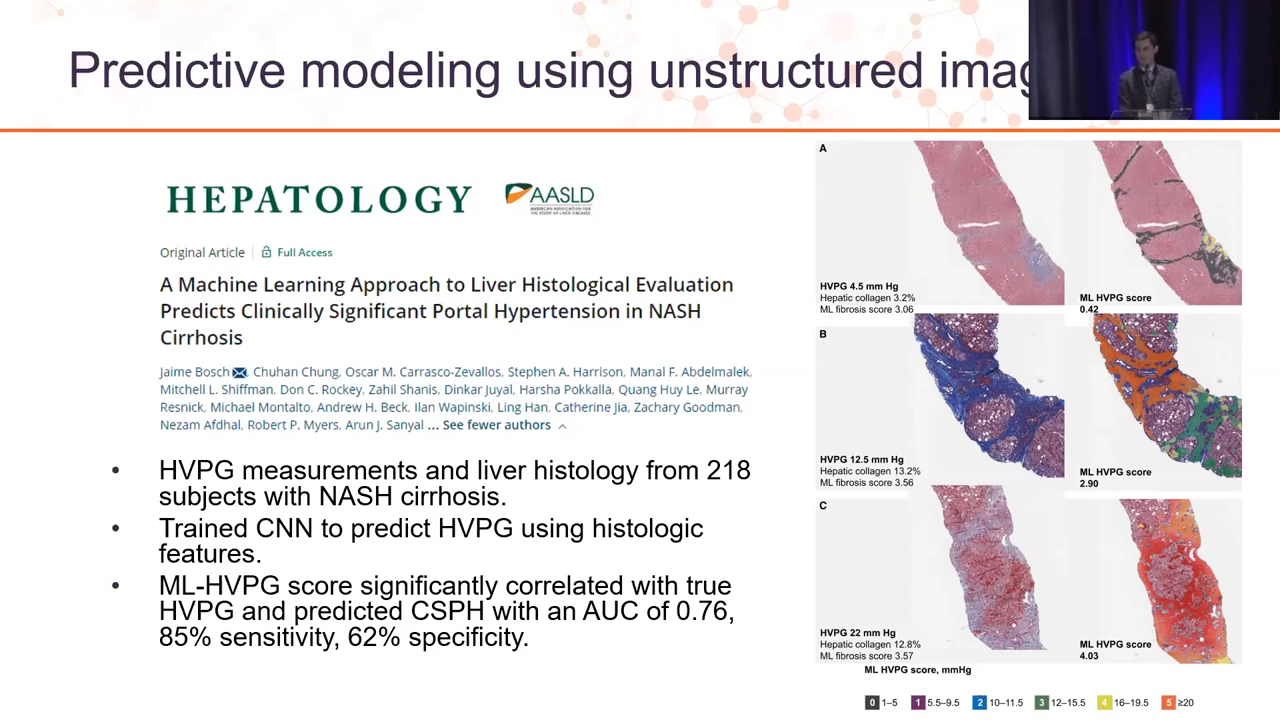 Predictive modeling using unstructured imag
HEPATOLOGY
AASLD
AMERICAN ASSOCIATION FOR
THE STUDY OF LIVER DISEASES
Original Article
Full Access
A Machine Learning Approach to Liver Histological Evaluation
Predicts Clinically Significant Portal Hypertension in NASH
Cirrhosis
Jaime Bosch, Chuhan Chung, Oscar M. Carrasco-Zevallos, Stephen A. Harrison, Manal F. Abdelmalek,
Mitchell L. Shiffman, Don C. Rockey, Zahil Shanis, Dinkar Juyal, Harsha Pokkalla, Quang Huy Le, Murray
Resnick, Michael Montalto, Andrew H. Beck, Ilan Wapinski, Ling Han, Catherine Jia, Zachary Goodman,
Nezam Afdhal, Robert P. Myers, Arun J. Sanyal ... See fewer authors
• HVPG measurements and liver histology from 218
subjects with NASH cirrhosis.
• Trained CNN to predict HVPG using histologic
features.
• ML-HVPG score significantly correlated with true
HVPG and predicted CSPH with an AUC of 0.76,
85% sensitivity, 62% specificity.
A
HVPG 4.5 mm Hg
Hepatic collagen 3.2%
ML fibrosis score 3.06
ML HVPG score
0.42
B
HVPG 12.5 mm Hg
Hepatic collagen 13.2%
ML fibrosis score 3.56
ML HVPG score
2.90
C
HVPG 22 mm Hg
Hepatic collagen 12.8%
ML fibrosis score 3.57
ML HVPG score
4.03
ML HVPG score, mmHg
0 1–5 1 5.5–9.5 2 10–11.5 3 12–15.5 4 16–19.5 5 ≥20